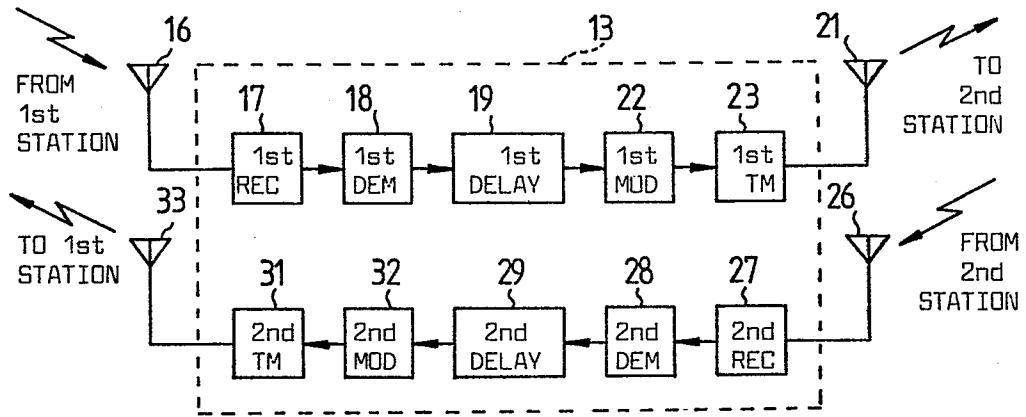 16
13
21
FROM
1st
STATION
TO
2nd
STATION
17
18
19
22
23
1st
REC
1st
DEM
1st
DELAY
1st
MOD
1st
TM
33
26
TO 1st
STATION
FROM
2nd
STATION
31
32
29
28
27
2nd
TM
2nd
MOD
2nd
DELAY
2nd
DEM
2nd
REC